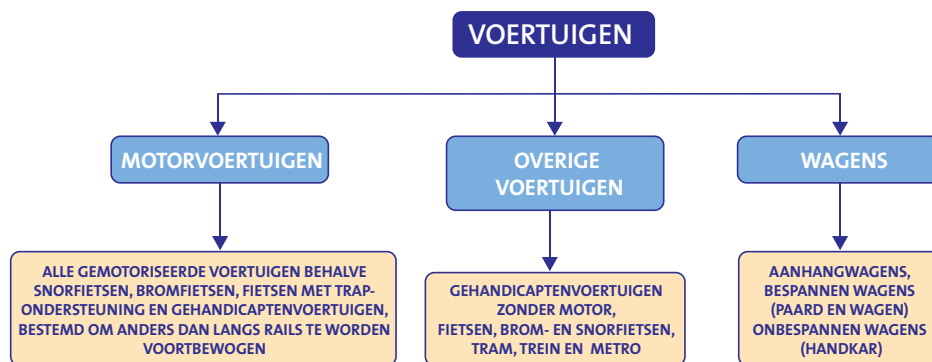 VOERTUIGEN
MOTORVOERTUIGEN
OVERIGE
VOERTUIGEN
WAGENS
ALLE GEMOTORISEERDE VOERTUIGEN BEHALVE
SNORFIETSEN, BROMFIETSEN, FIETSEN MET TRAP-
ONDERSTEUNING EN GEHANDICAPTENVOERTUIGEN,
BESTEMD OM ANDERS DAN LANGS RAILS TE WORDEN
VOORTBEWOGEN
GEHANDICAPTENVOERTUIGEN
ZONDER MOTOR,
FIETSEN, BROM- EN SNORFIETSEN,
TRAM, TREIN EN METRO
AANHANGWAGENS,
BESPANNEN WAGENS
(PAARD EN WAGEN)
ONBESPANNEN WAGENS
(HANDKAR)